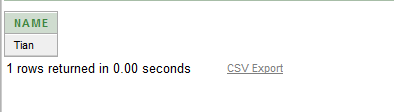 NAME
Tian
1 rows returned in 0.00 seconds CSV Export